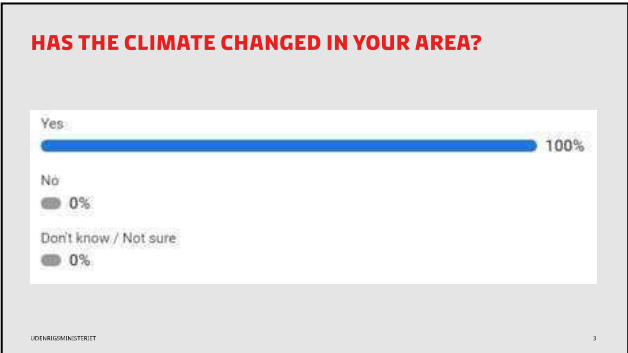 HAS THE CLIMATE CHANGED IN YOUR AREA?
Yes
100%
No
0%
Don't know / Not sure
0%
UDENRIGSMINISTERIET
3